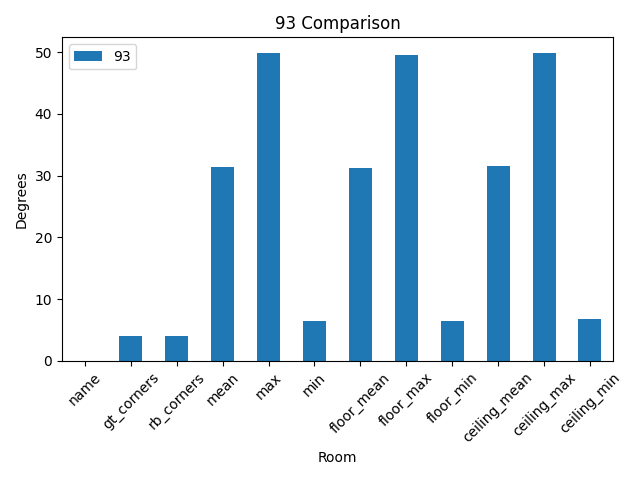 93 Comparison
93
Degrees
50
40
30
20
10
0
name
gt_corners
rb_corners
mean
max
min
floor_mean
floor_max
floor_min
ceiling_mean
ceiling_max
ceiling_min
Room